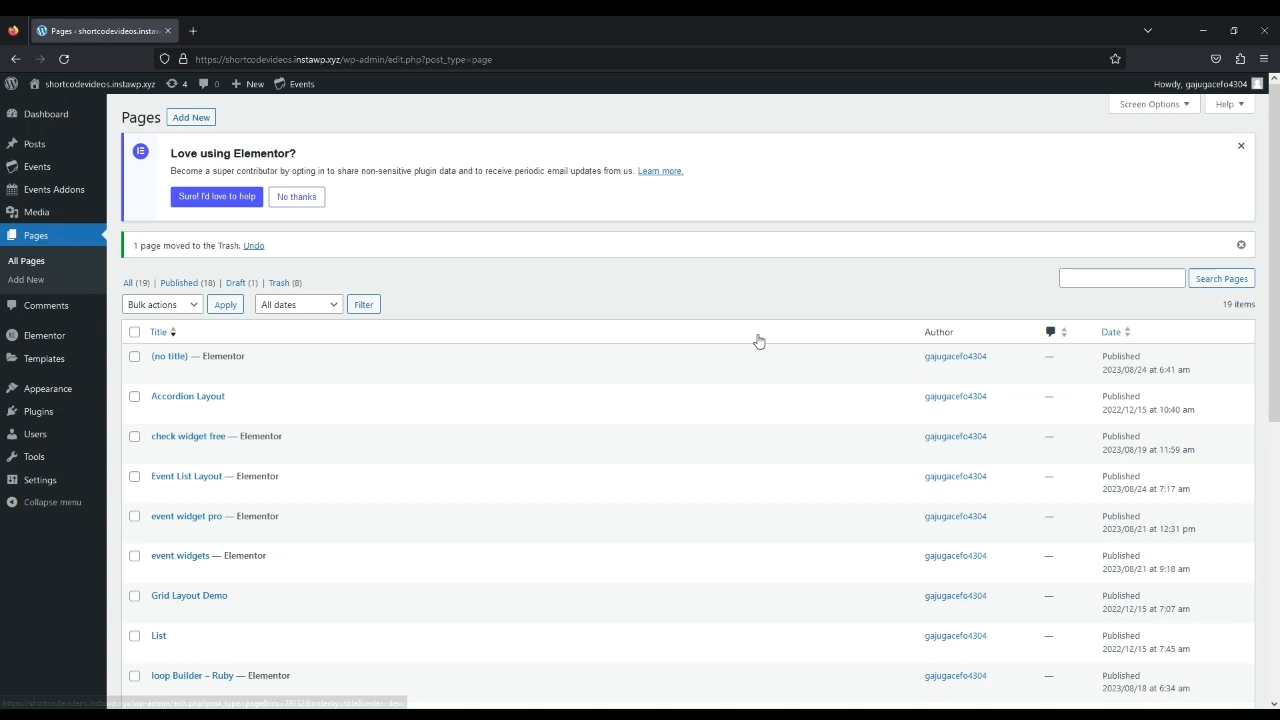 Pages ‹ shortcodevideos.instaw
https://shortcodevideos.instawp.xyz/wp-admin/edit.php?post_type=page
shortcodevideos.instawp.xyz 4 0 New Events Howdy, gajugacefo4304
Screen Options Help
Dashboard
Posts
Events
Events Addons
Media
Pages
All Pages
Add New
Comments
Elementor
Templates
Appearance
Plugins
Users
Tools
Settings
Collapse menu
Pages Add New
Love using Elementor?
Become a super contributor by opting in to share non-sensitive plugin data and to receive periodic email updates from us. Learn more.
Sure! I'd love to help No thanks
1 page moved to the Trash. Undo
All (19) | Published (18) | Draft (1) | Trash (8)
Search Pages
Bulk actions Apply All dates Filter
19 items
Title Author Date
(no title) — Elementor gajugacefo4304 — Published
2023/08/24 at 6:41 am
Accordion Layout gajugacefo4304 — Published
2022/12/15 at 10:40 am
check widget free — Elementor gajugacefo4304 — Published
2023/08/19 at 11:59 am
Event List Layout — Elementor gajugacefo4304 — Published
2023/08/24 at 7:17 am
event widget pro — Elementor gajugacefo4304 — Published
2023/08/21 at 12:31 pm
event widgets — Elementor gajugacefo4304 — Published
2023/08/21 at 9:18 am
Grid Layout Demo gajugacefo4304 — Published
2022/12/15 at 7:07 am
List gajugacefo4304 — Published
2022/12/15 at 7:45 am
loop Builder – Ruby — Elementor gajugacefo4304 — Published
2023/08/18 at 6:34 am